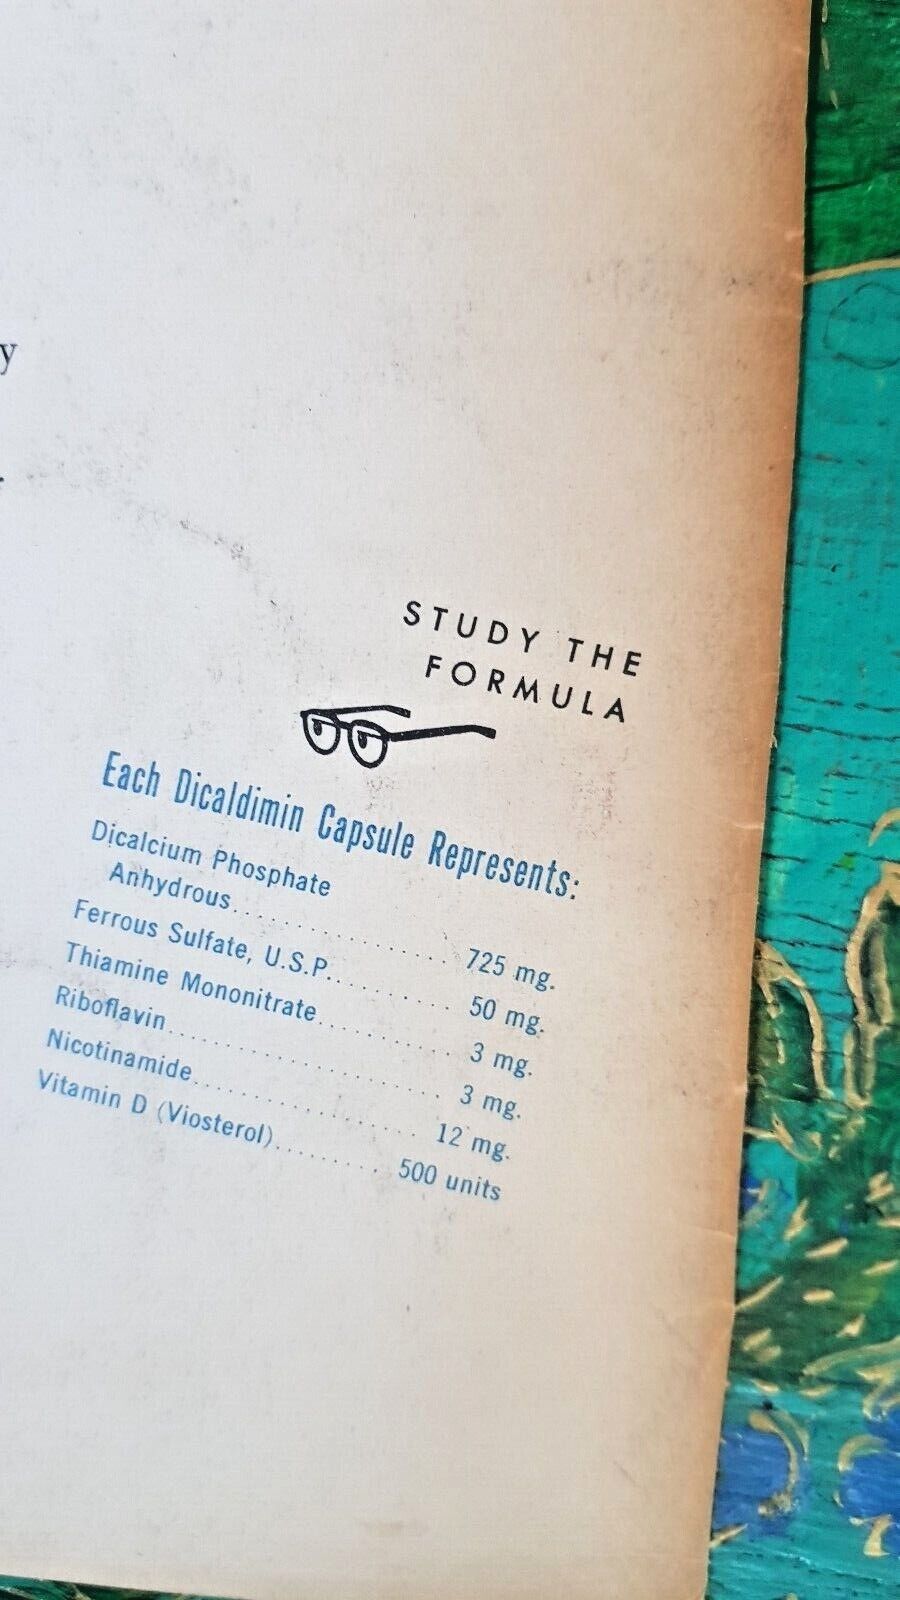 y
STUDY THE
FORMULA
Each Dicaldimin Capsule Represents:
Dicalcium Phosphate
Anhydrous.................... 725 mg.
Ferrous Sulfate, U.S.P........... 50 mg.
Thiamine Mononitrate............ 3 mg.
Riboflavin........................ 3 mg.
Nicotinamide.................... 12 mg.
Vitamin D (Viosterol)......... 500 units